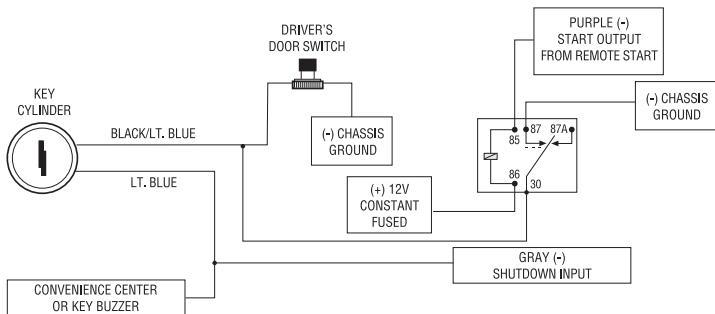 PURPLE (-)
START OUTPUT
FROM REMOTE START
DRIVER'S
DOOR SWITCH
KEY
CYLINDER
BLACK/LT. BLUE
(-) CHASSIS
GROUND
(-) CHASSIS
GROUND
85
87
87A
86
30
LT. BLUE
(+) 12V
CONSTANT
FUSED
GRAY (-)
SHUTDOWN INPUT
CONVENIENCE CENTER
OR KEY BUZZER